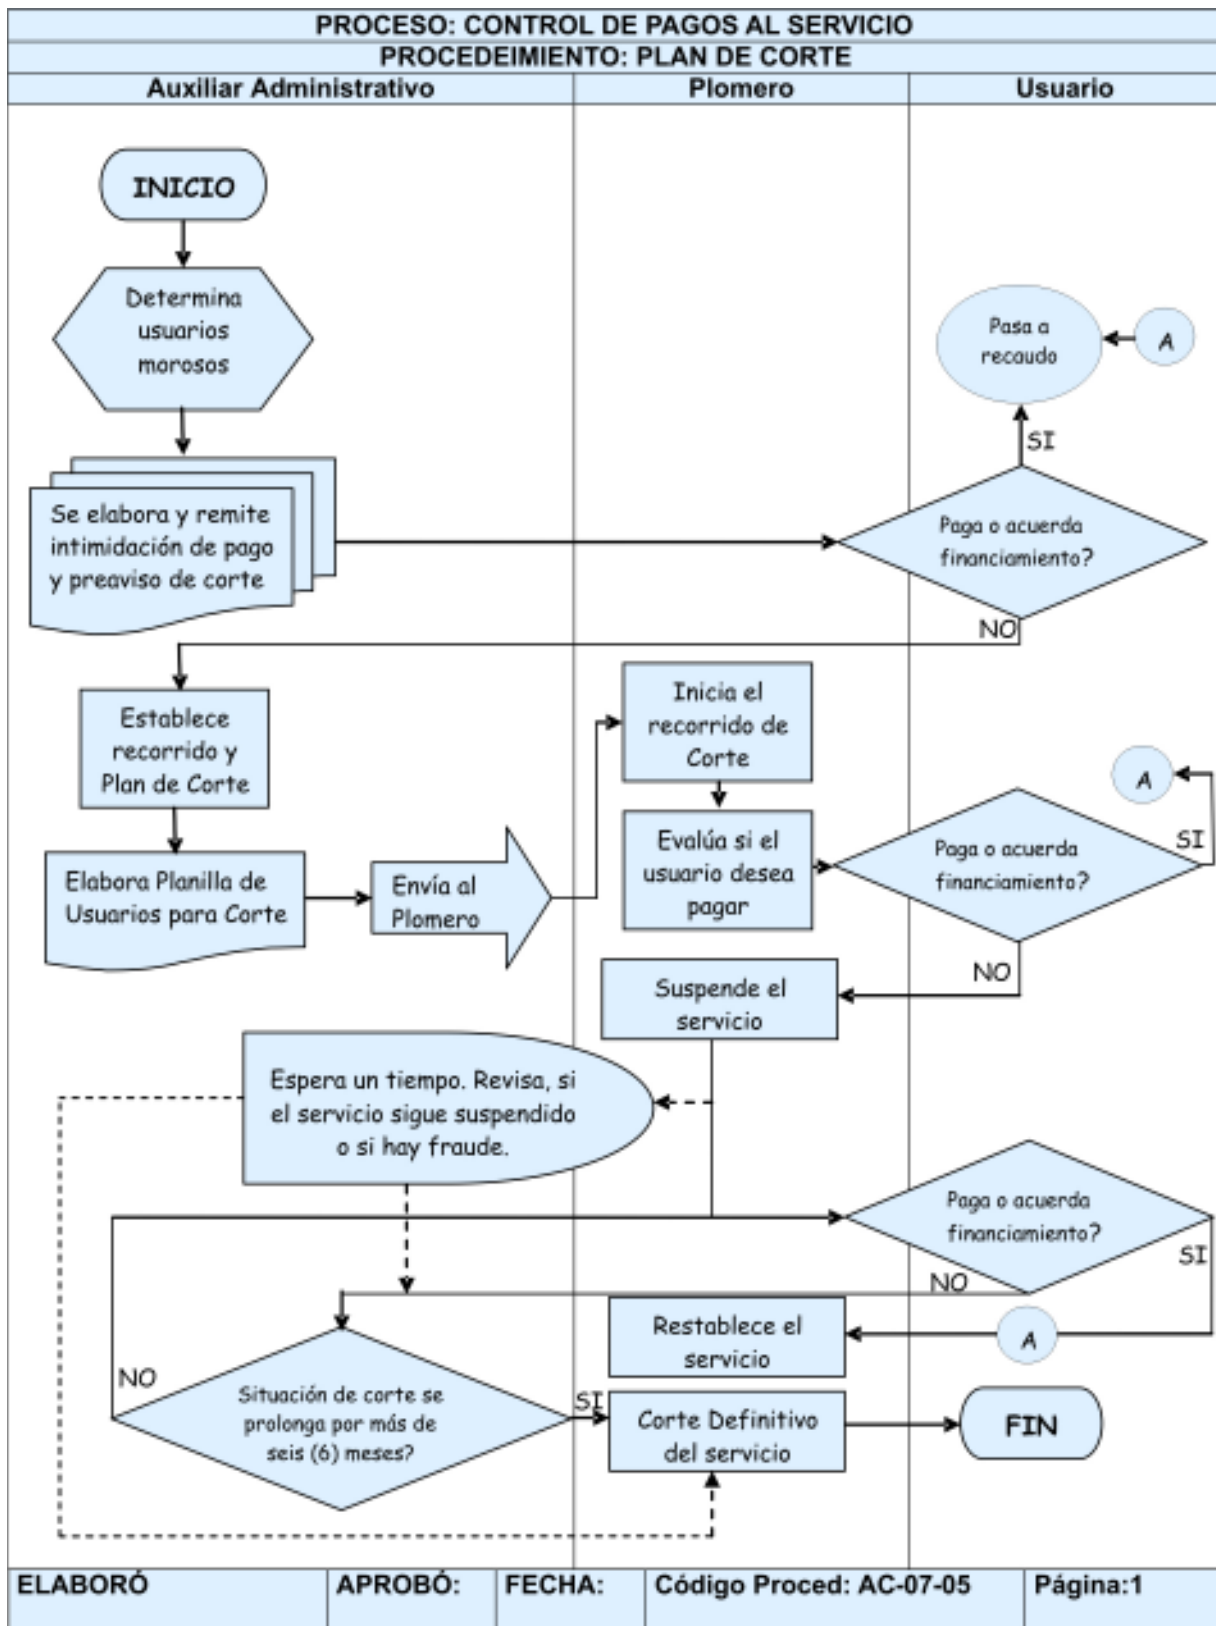 PROCESO: CONTROL DE PAGOS AL SERVICIO
PROCEDEIMIENTO: PLAN DE CORTE
Auxiliar Administrativo
Plomero
Usuario
INICIO
Determina
usuarios
morosos
Pasa a
recaudo
A
SI
Se elabora y remite
intimidación de pago
y preaviso de corte
Paga o acuerda
financiamiento?
NO
Establece
recorrido y
Plan de Corte
Inicia el
recorrido de
Corte
A
Elabora Planilla de
Usuarios para Corte
Envía al
Plomero
Evalúa si el
usuario desea
pagar
Paga o acuerda
financiamiento?
SI
NO
Suspende el
servicio
Espera un tiempo. Revisa, si
el servicio sigue suspendido
o si hay fraude.
Paga o acuerda
financiamiento?
SI
NO
Restablece el
servicio
A
NO
Situación de corte se
prolonga por más de
seis (6) meses?
SI
Corte Definitivo
del servicio
FIN
ELABORÓ
APROBÓ:
FECHA:
Código Proced: AC-07-05
Página:1